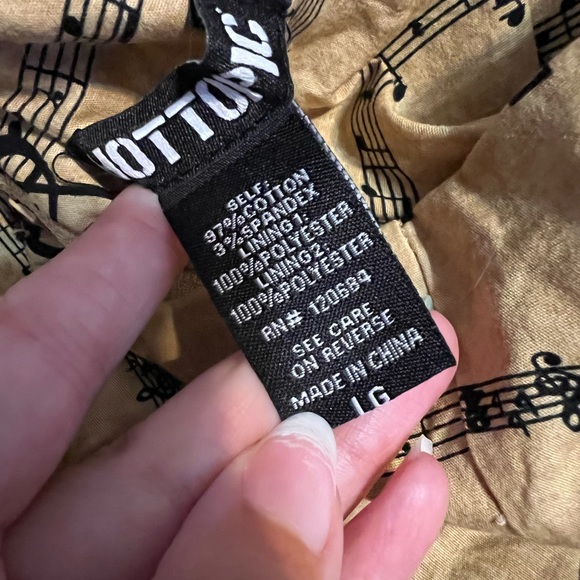 HOT TOPIC
SELF:
97%COTTON
3%SPANDEX
LINING1:
100%POLYESTER
LINING2:
100%POLYESTER
RN# 120684
SEE CARE
ON REVERSE
MADE IN CHINA
LG